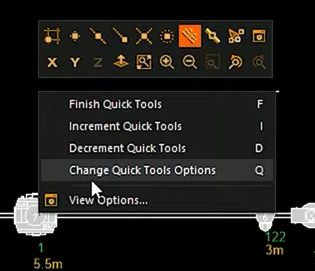 X Y Z
Finish Quick Tools F
Increment Quick Tools I
Decrement Quick Tools D
Change Quick Tools Options Q
View Options...
7
1
5.5m
122
3m